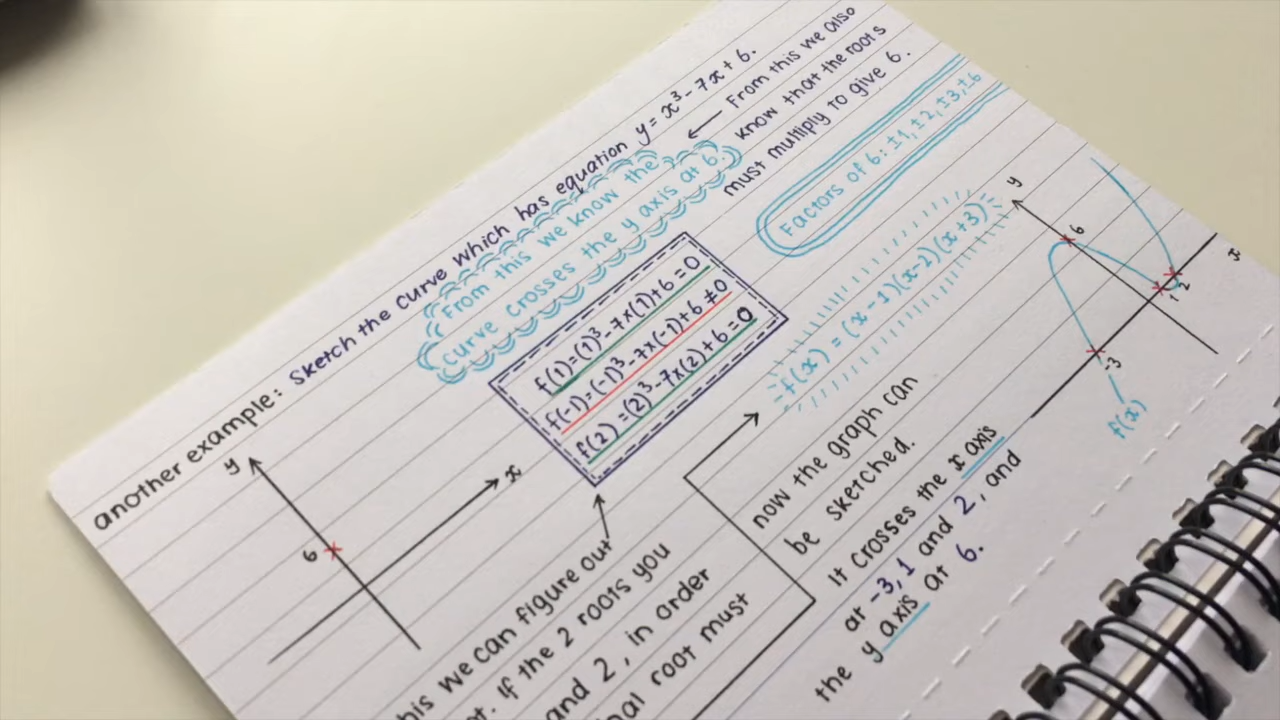 another example: Sketch the curve which has equation y = x³ - 7x + 6.
From this we know the
curve crosses the y axis at 6.
From this we also
know that the roots
must multiply to give 6.
Factors of 6: ±1, ±2, ±3, ±6
f(1) = (1)³ - 7x(1) + 6 = 0
f(-1) = (-1)³ - 7x(-1) + 6 ≠ 0
f(2) = (2)³ - 7x(2) + 6 = 0
f(x) = (x-1)(x-2)(x+3)
y
x
6
his we can figure out
If the 2 roots you
and 2, in order
root must
now the graph can
be sketched.
It crosses the x axis
at -3, 1 and 2, and
the y axis at 6.
y
6
x
1
2
-3
f(x)